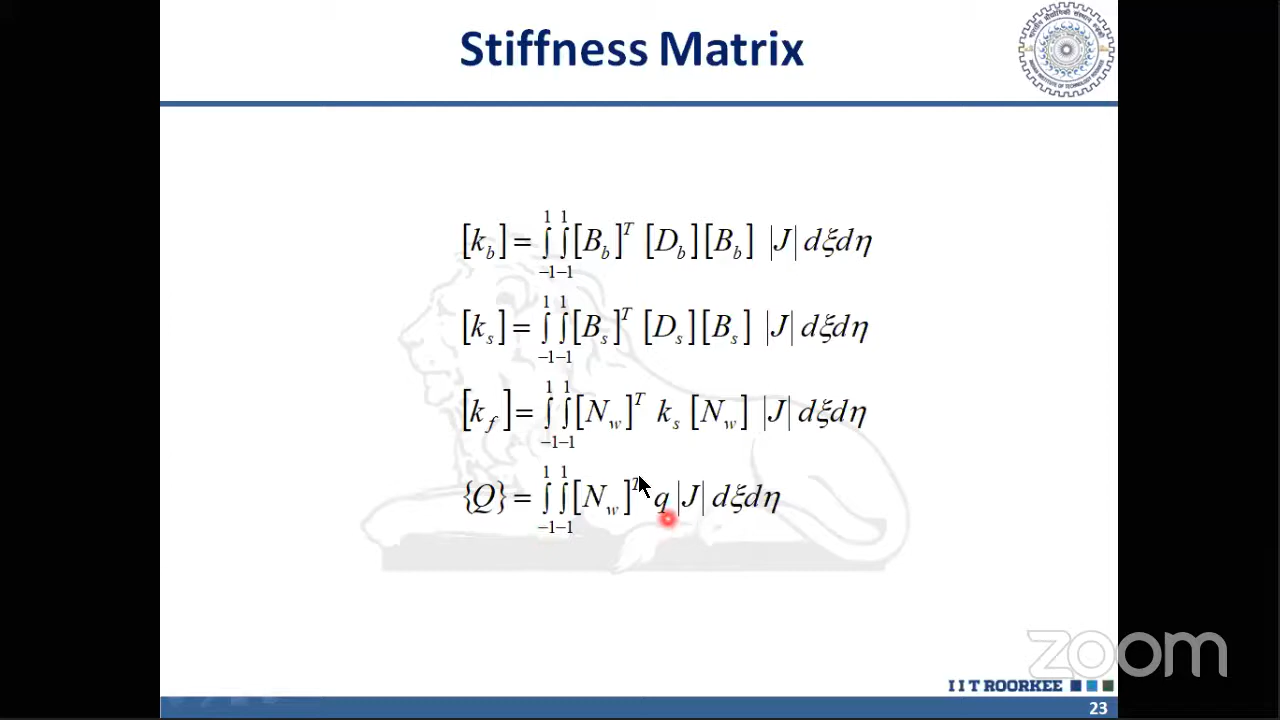 Stiffness Matrix
[k_b] = ∫_{-1}^{1} ∫_{-1}^{1} [B_b]^T [D_b][B_b] |J| dξdη
[k_s] = ∫_{-1}^{1} ∫_{-1}^{1} [B_s]^T [D_s][B_s] |J| dξdη
[k_f] = ∫_{-1}^{1} ∫_{-1}^{1} [N_w]^T k_s [N_w] |J| dξdη
{Q} = ∫_{-1}^{1} ∫_{-1}^{1} [N_w]^T q |J| dξdη
zoom
I I T ROORKEE
23